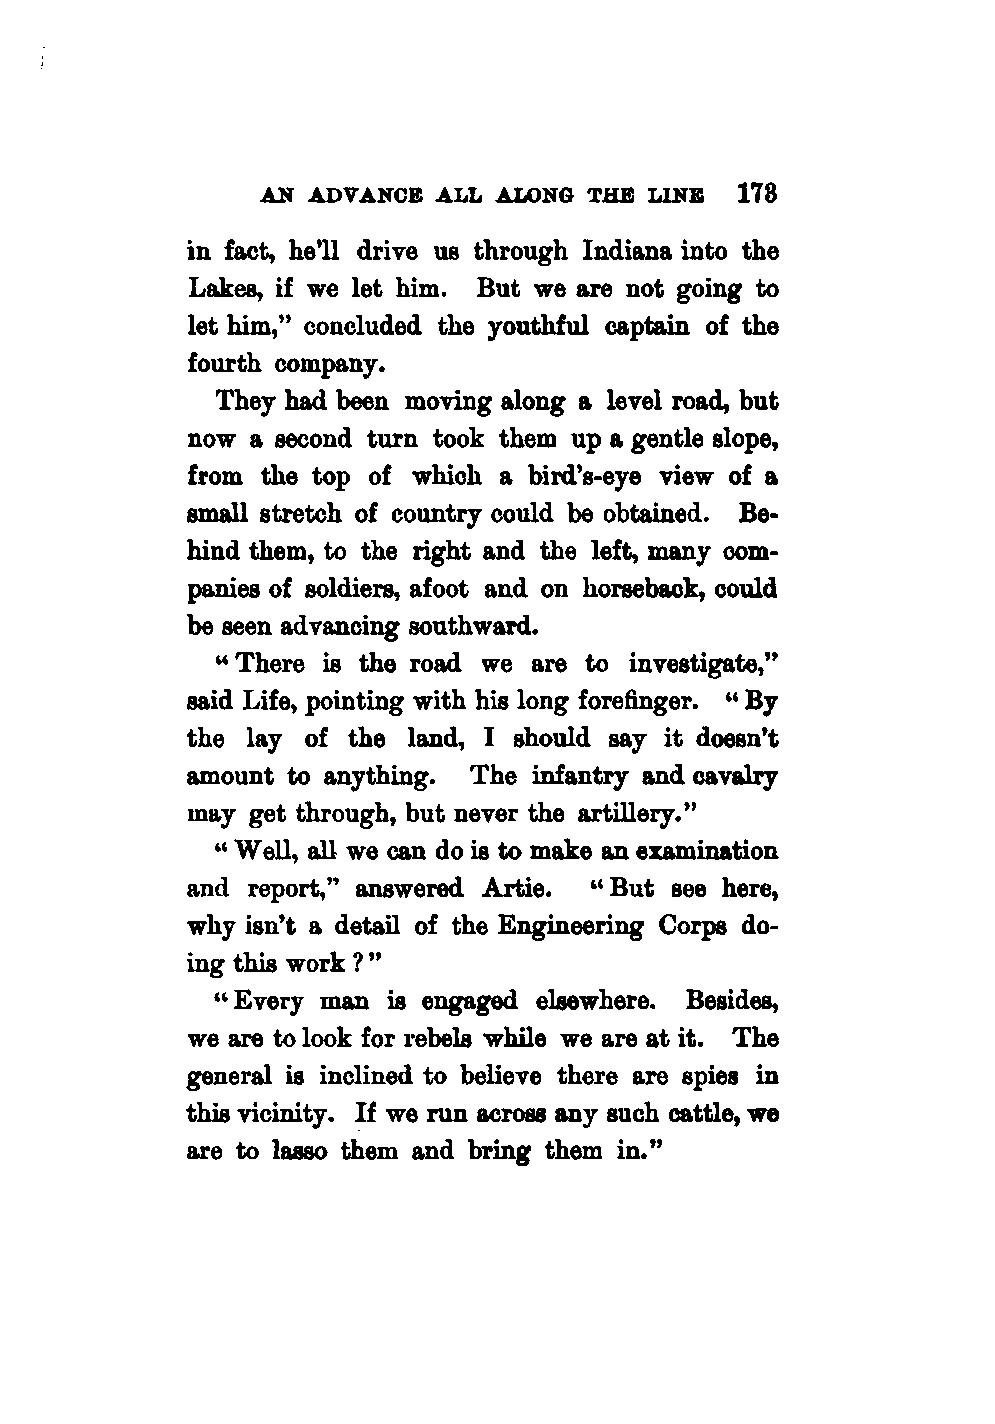 AN ADVANCE ALL ALONG THE LINE 173
in fact, he'll drive us through Indiana into the
Lakes, if we let him. But we are not going to
let him," concluded the youthful captain of the
fourth company.
They had been moving along a level road, but
now a second turn took them up a gentle slope,
from the top of which a bird's-eye view of a
small stretch of country could be obtained. Be-
hind them, to the right and the left, many com-
panies of soldiers, afoot and on horseback, could
be seen advancing southward.
"There is the road we are to investigate,"
said Life, pointing with his long forefinger. "By
the lay of the land, I should say it doesn't
amount to anything. The infantry and cavalry
may get through, but never the artillery."
"Well, all we can do is to make an examination
and report," answered Artie. "But see here,
why isn't a detail of the Engineering Corps do-
ing this work?"
"Every man is engaged elsewhere. Besides,
we are to look for rebels while we are at it. The
general is inclined to believe there are spies in
this vicinity. If we run across any such cattle, we
are to lasso them and bring them in."